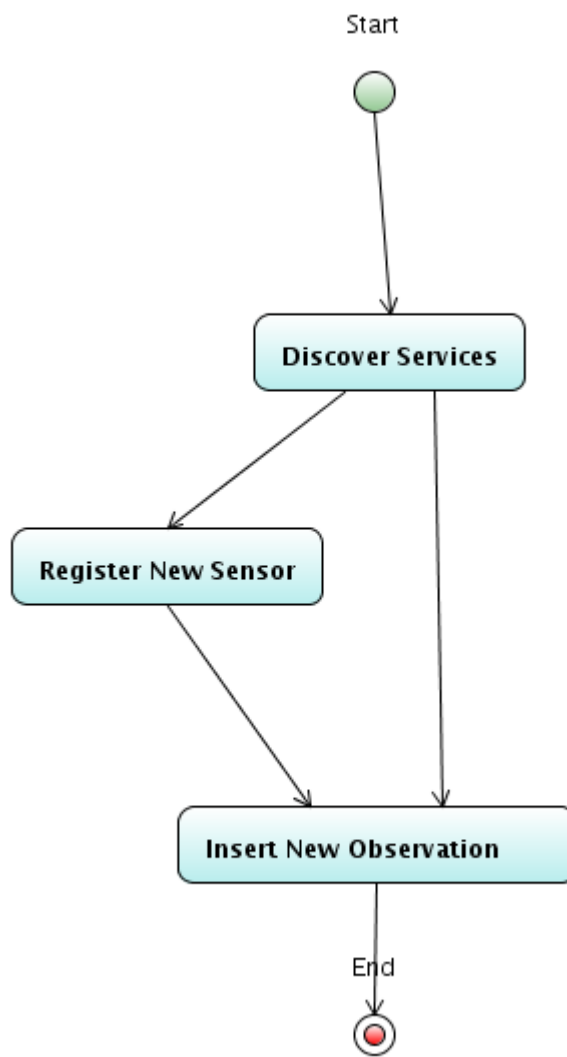 Start
Discover Services
Register New Sensor
Insert New Observation
End